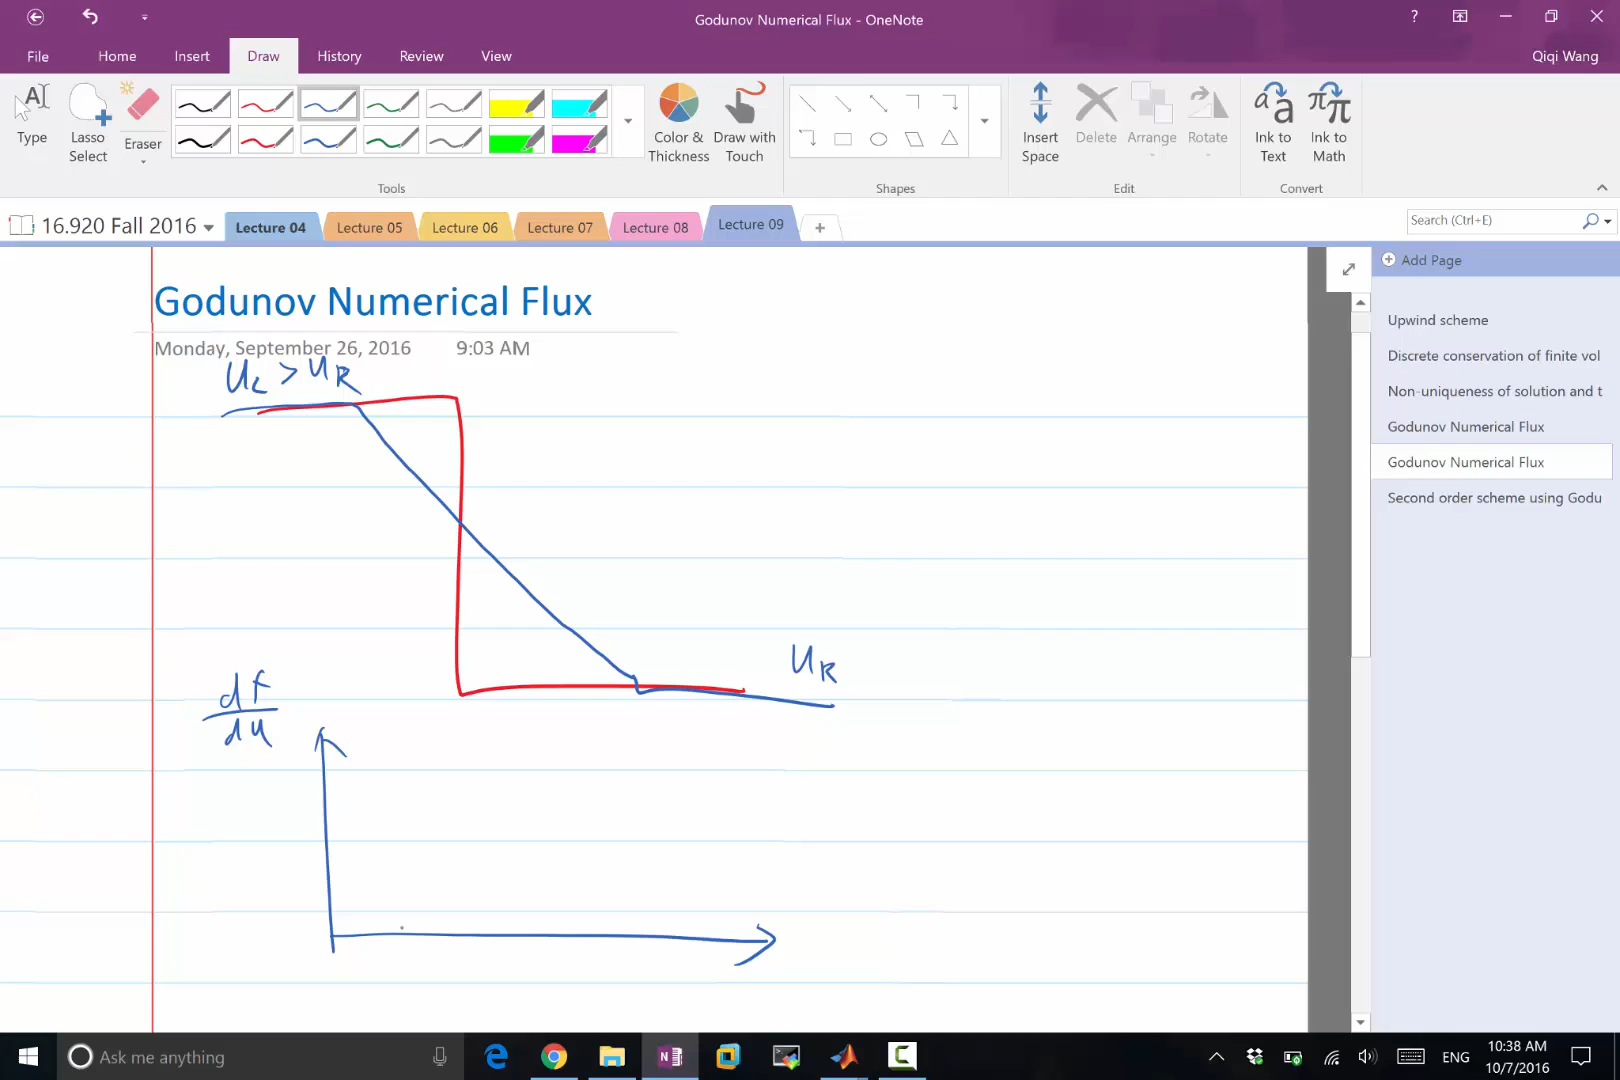 Godunov Numerical Flux - OneNote
?
File
Home
Insert
Draw
History
Review
View
Qiqi Wang
Type
Lasso Select
Eraser
Color & Thickness
Draw with Touch
Insert Space
Delete
Arrange
Rotate
Ink to Text
Ink to Math
Tools
Shapes
Edit
Convert
16.920 Fall 2016
Lecture 04
Lecture 05
Lecture 06
Lecture 07
Lecture 08
Lecture 09
+
Search (Ctrl+E)
Add Page
Upwind scheme
Discrete conservation of finite vol
Non-uniqueness of solution and t
Godunov Numerical Flux
Godunov Numerical Flux
Second order scheme using Godu
Godunov Numerical Flux
Monday, September 26, 2016 9:03 AM
u_L > u_R
u_R
df
du
Ask me anything
ENG
10:38 AM
10/7/2016